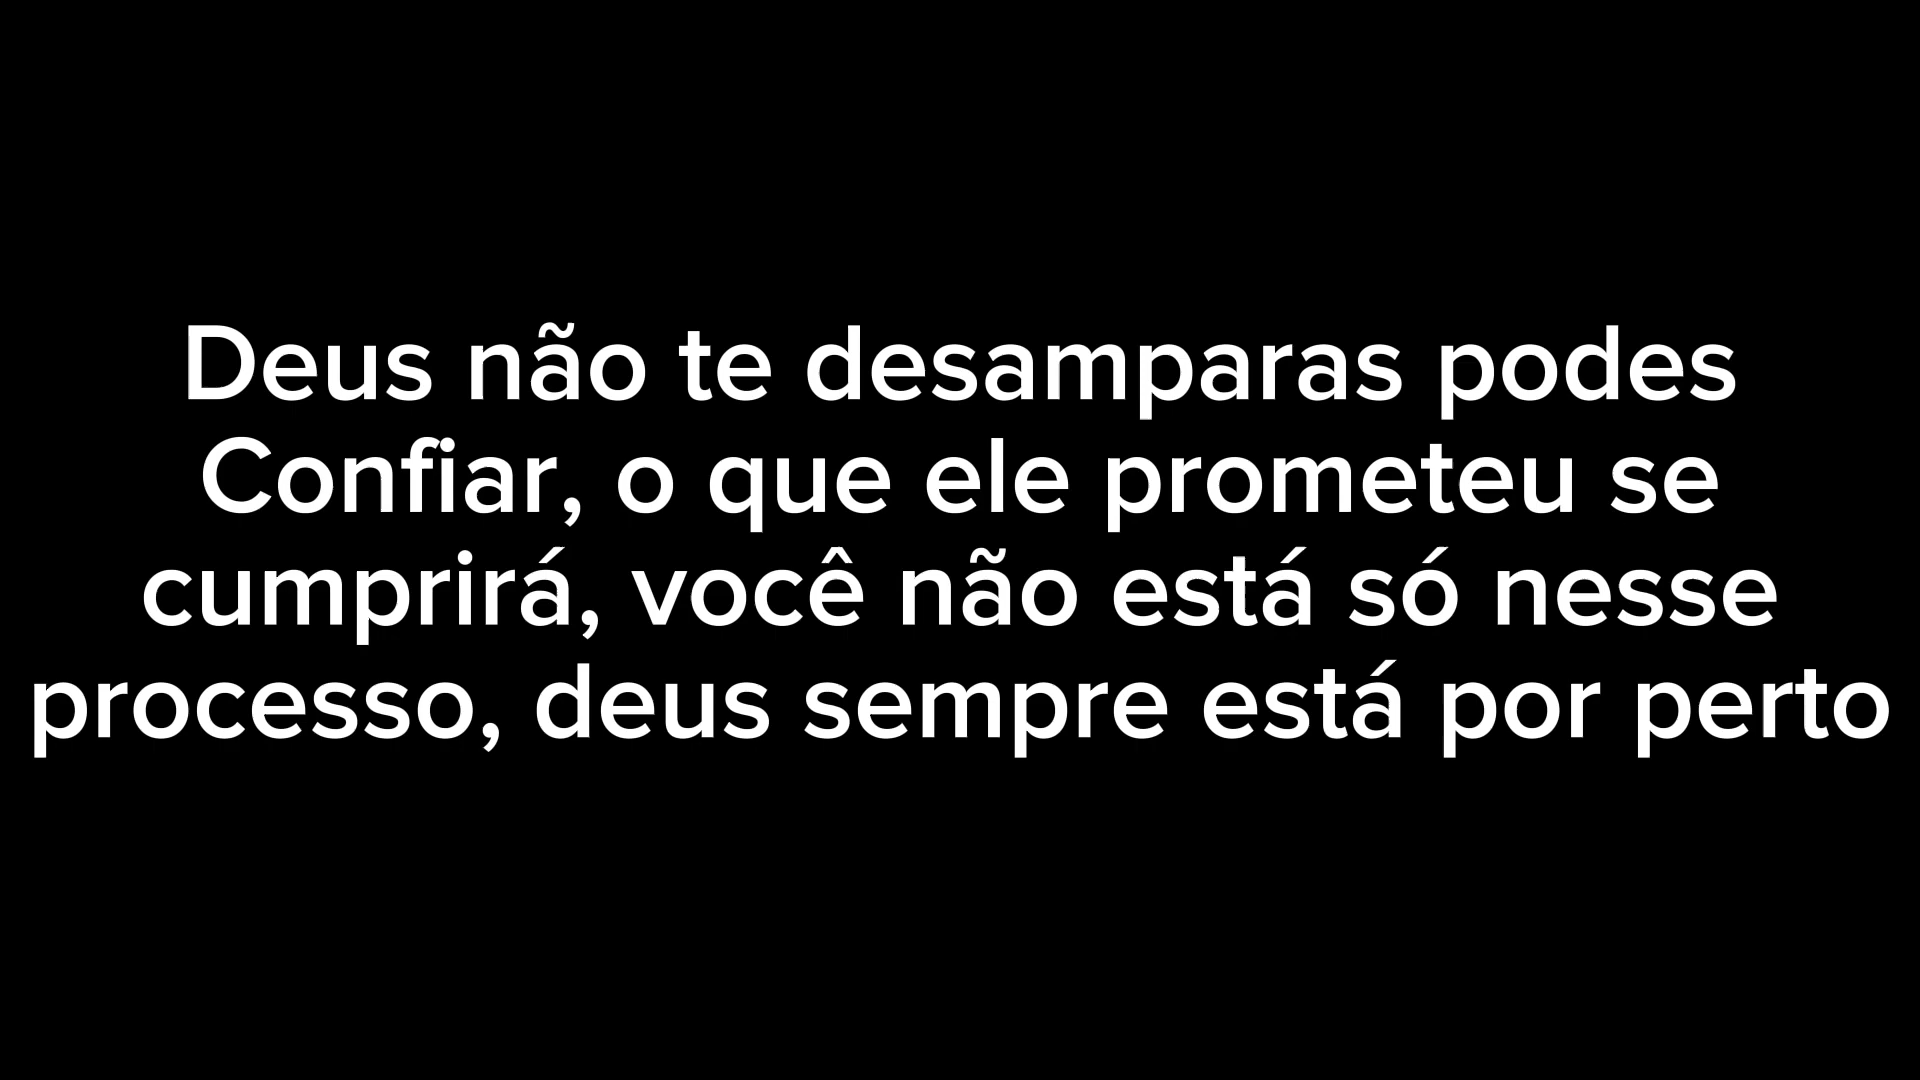 Deus não te desamparas podes
Confiar, o que ele prometeu se
cumprirá, você não está só nesse
processo, deus sempre está por perto